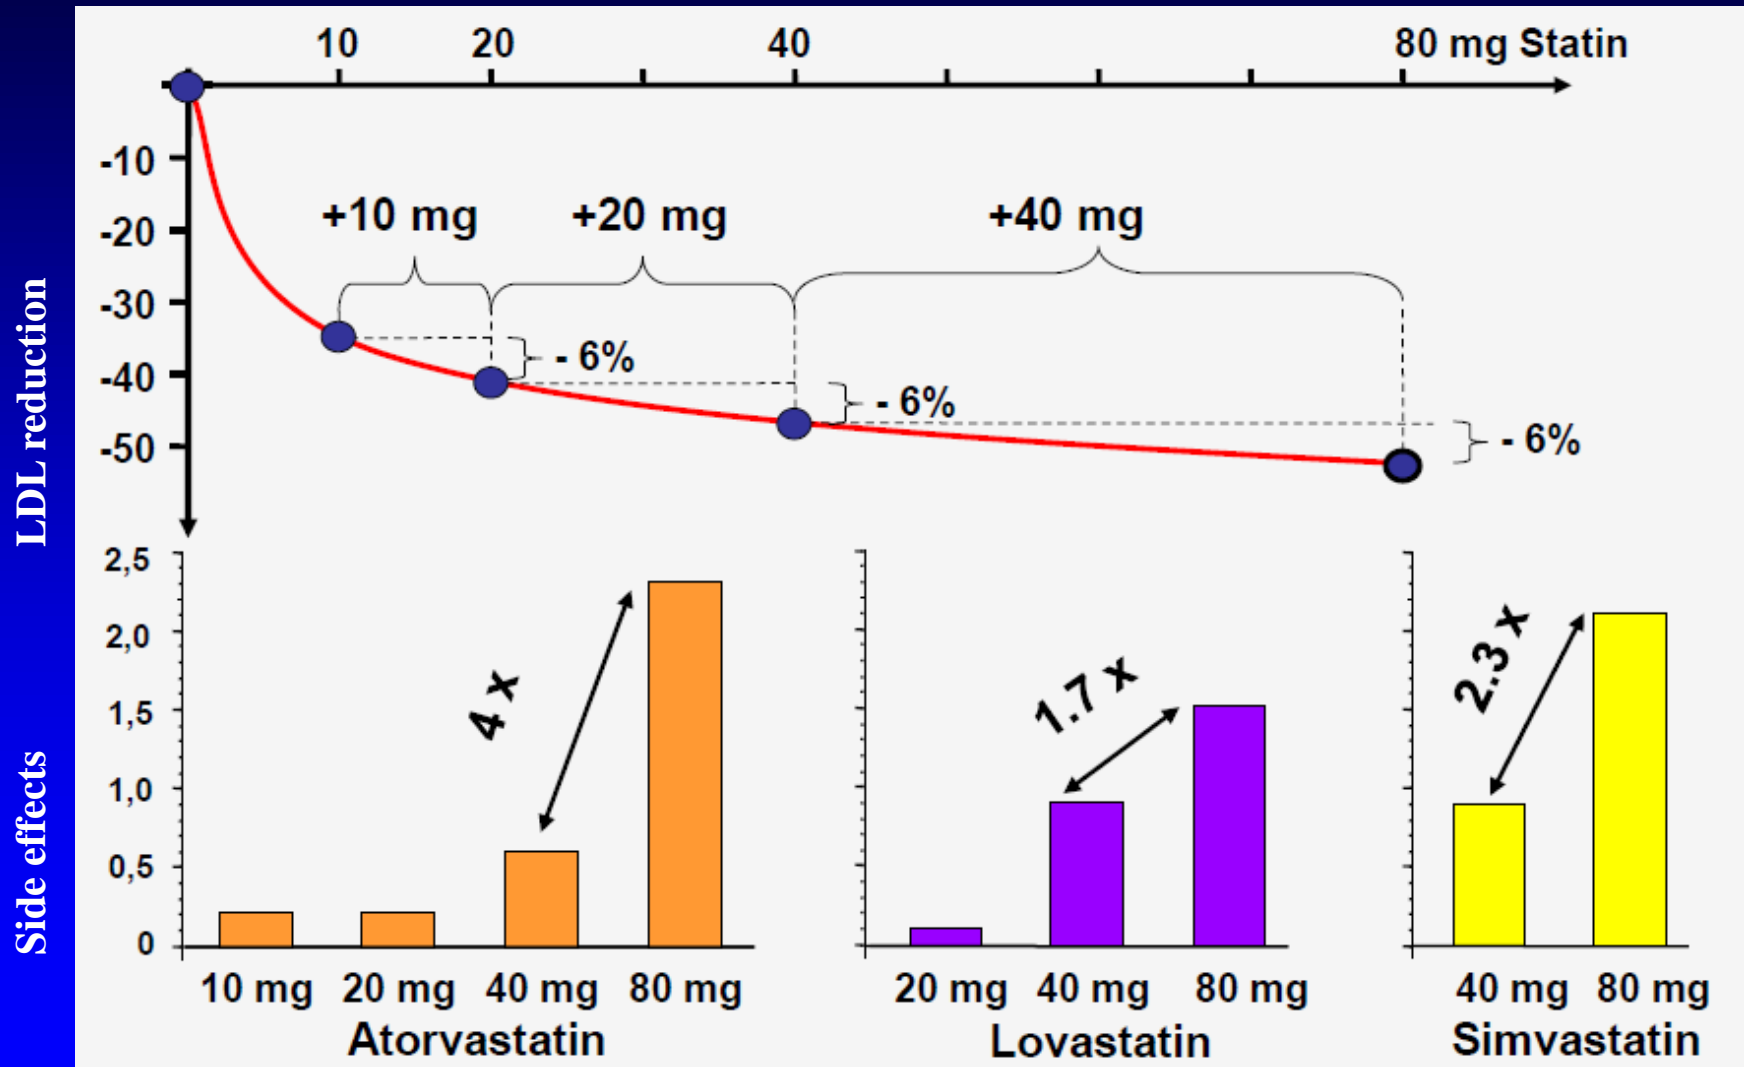 10 20 40 80 mg Statin
LDL reduction
-10
-20
-30
-40
-50
+10 mg +20 mg +40 mg
- 6%
- 6%
- 6%
Side effects
2,5
2,0
1,5
1,0
0,5
0
4 x
1.7 x
2.3 x
10 mg 20 mg 40 mg 80 mg
Atorvastatin
20 mg 40 mg 80 mg
Lovastatin
40 mg 80 mg
Simvastatin